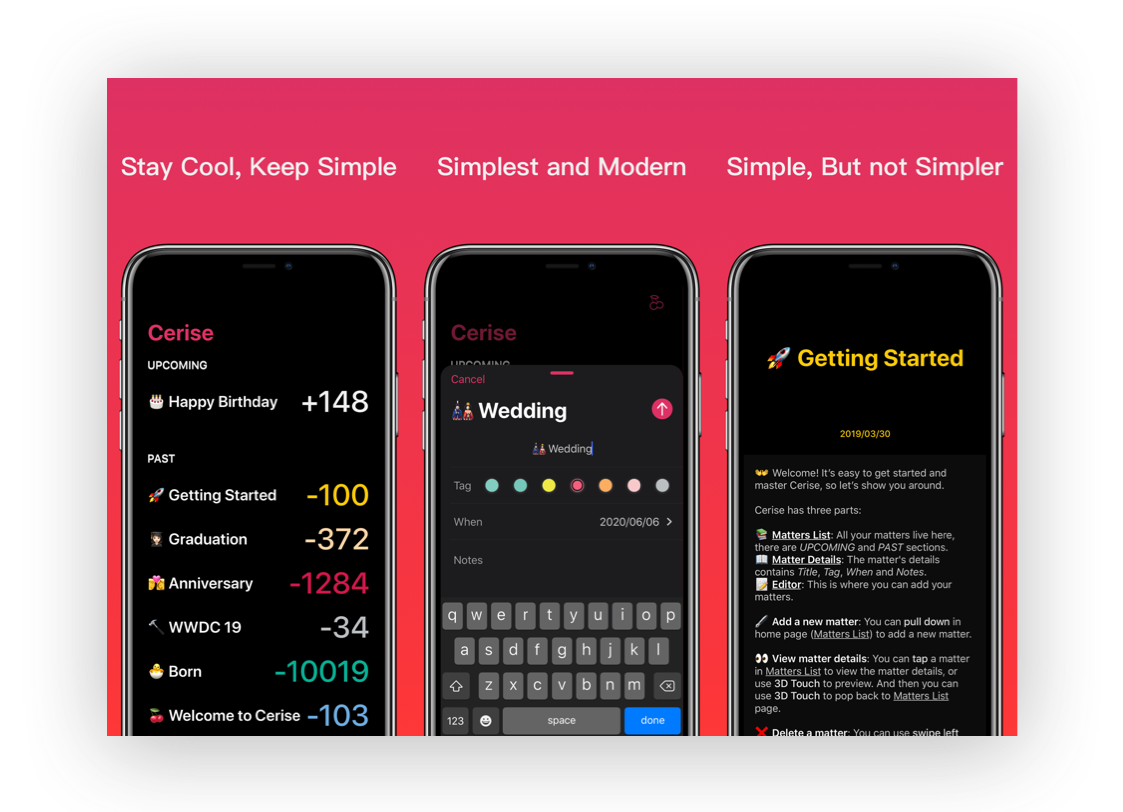 Stay Cool, Keep Simple
Cerise
UPCOMING
🎂 Happy Birthday +148
PAST
🚀 Getting Started -100
👩🏻‍🎓 Graduation -372
💏 Anniversary -1284
⛏ WWDC 19 -34
🐣 Born -10019
🍒 Welcome to Cerise -103
Simplest and Modern
Cerise
UPCOMING
Cancel
🎎 Wedding
🎎 Wedding
Tag
When 2020/06/06
Notes
q w e r t y u i o p
a s d f g h j k l
z x c v b n m
123 space done
Simple, But not Simpler
🚀 Getting Started
2019/03/30
👐 Welcome! It's easy to get started and
master Cerise, so let's show you around.
Cerise has three parts:
📚 Matters List: All your matters live here,
there are UPCOMING and PAST sections.
📖 Matter Details: The matter's details
contains Title, Tag, When and Notes.
📝 Editor: This is where you can add your
matters.
🖌 Add a new matter: You can pull down in
home page (Matters List) to add a new matter.
👀 View matter details: You can tap a matter
in Matters List to view the matter details, or
use 3D Touch to preview. And then you can
use 3D Touch to pop back to Matters List
page.
❌ Delete a matter: You can use swipe left